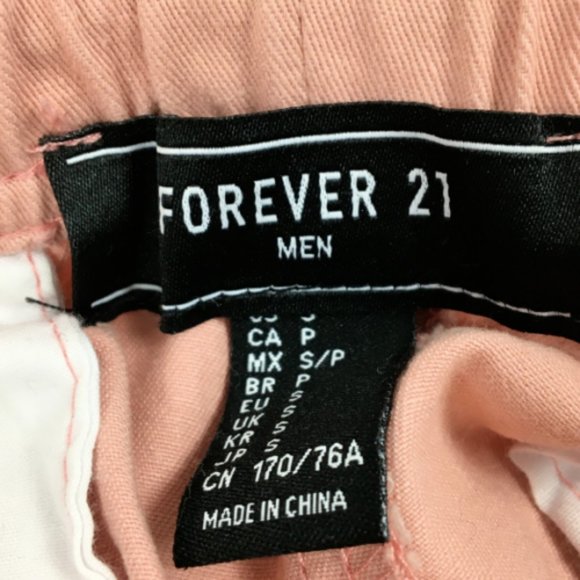 FOREVER 21
MEN
CA P
MX S/P
BR P
EU S
UK S
KR S
JP S
CN 170/76A
MADE IN CHINA